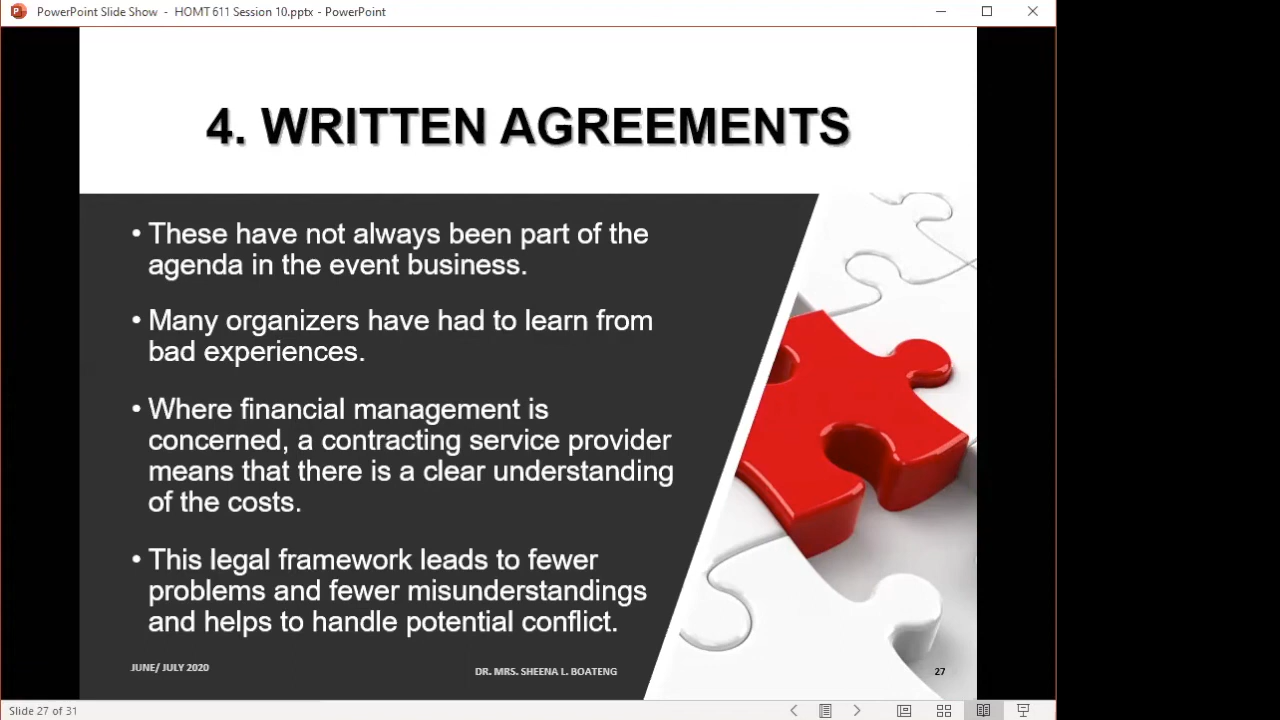 PowerPoint Slide Show - HOMT 611 Session 10.pptx - PowerPoint
4. WRITTEN AGREEMENTS
• These have not always been part of the
agenda in the event business.
• Many organizers have had to learn from
bad experiences.
• Where financial management is
concerned, a contracting service provider
means that there is a clear understanding
of the costs.
• This legal framework leads to fewer
problems and fewer misunderstandings
and helps to handle potential conflict.
JUNE/ JULY 2020
DR. MRS. SHEENA L. BOATENG
27
Slide 27 of 31